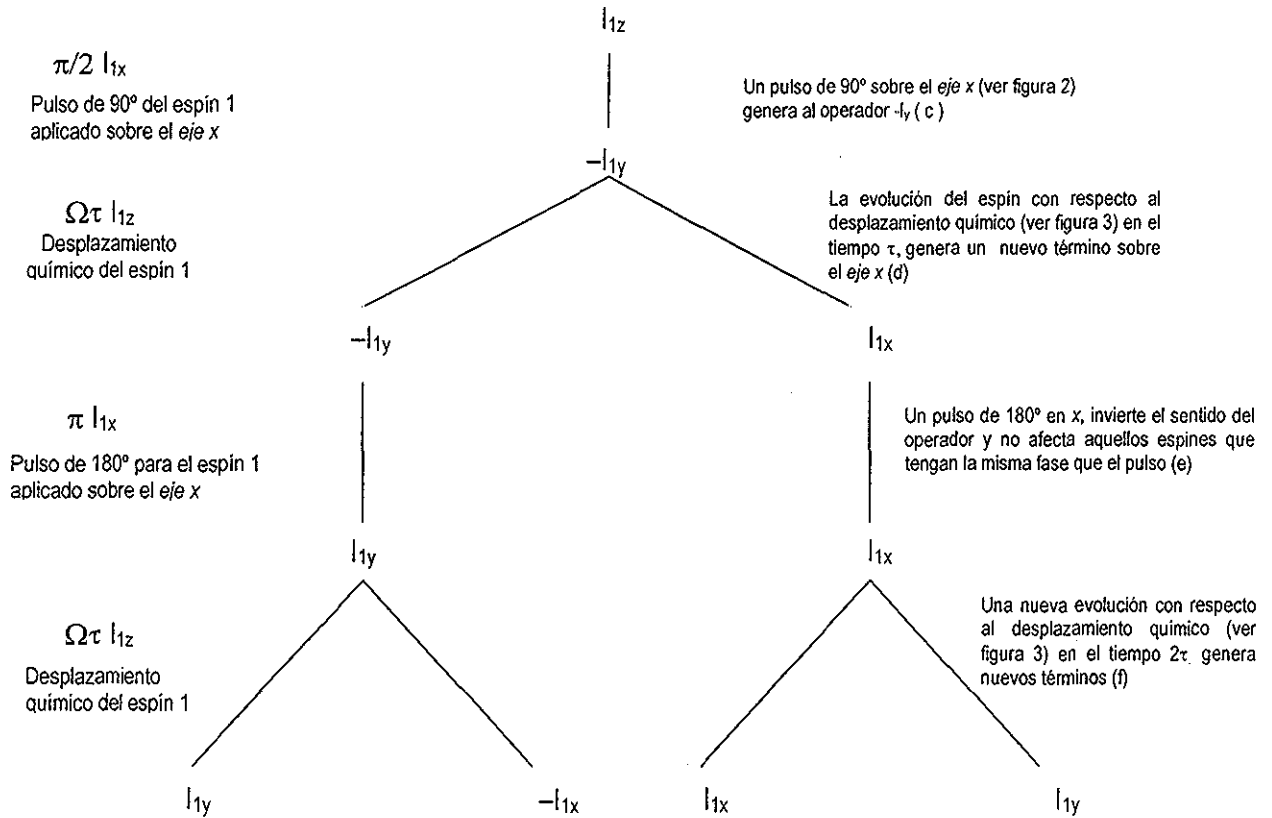 I1z
π/2 I1x
Pulso de 90º del espín 1
aplicado sobre el eje x
Un pulso de 90º sobre el eje x (ver figura 2)
genera al operador -Iy ( c )
–I1y
Ωτ I1z
Desplazamiento
químico del espín 1
La evolución del espín con respecto al
desplazamiento químico (ver figura 3) en el
tiempo τ, genera un nuevo término sobre
el eje x (d)
–I1y
I1x
π I1x
Pulso de 180º para el espín 1
aplicado sobre el eje x
Un pulso de 180º en x, invierte el sentido del
operador y no afecta aquellos espines que
tengan la misma fase que el pulso (e)
I1y
I1x
Ωτ I1z
Desplazamiento
químico del espín 1
Una nueva evolución con respecto
al desplazamiento químico (ver
figura 3) en el tiempo 2τ genera
nuevos términos (f)
I1y
–I1x
I1x
I1y